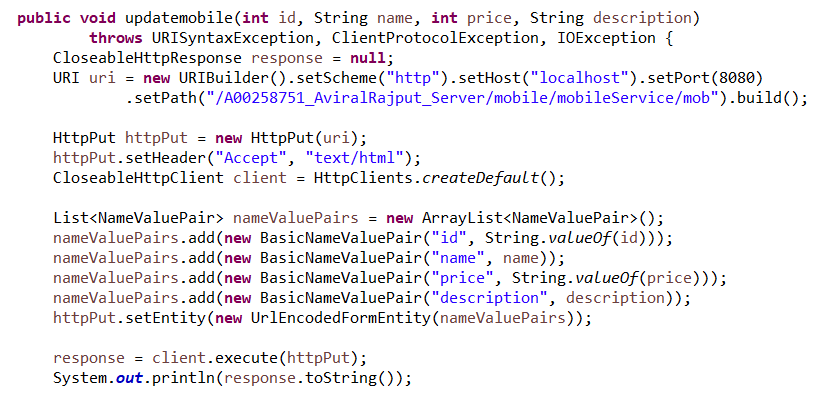 public void updatemobile(int id, String name, int price, String description)
throws URISyntaxException, ClientProtocolException, IOException {
CloseableHttpResponse response = null;
URI uri = new URIBuilder().setScheme("http").setHost("localhost").setPort(8080)
.setPath("/A00258751_AviralRajput_Server/mobile/mobileService/mob").build();
HttpPut httpPut = new HttpPut(uri);
httpPut.setHeader("Accept", "text/html");
CloseableHttpClient client = HttpClients.createDefault();
List<NameValuePair> nameValuePairs = new ArrayList<NameValuePair>();
nameValuePairs.add(new BasicNameValuePair("id", String.valueOf(id)));
nameValuePairs.add(new BasicNameValuePair("name", name));
nameValuePairs.add(new BasicNameValuePair("price", String.valueOf(price)));
nameValuePairs.add(new BasicNameValuePair("description", description));
httpPut.setEntity(new UrlEncodedFormEntity(nameValuePairs));
response = client.execute(httpPut);
System.out.println(response.toString());